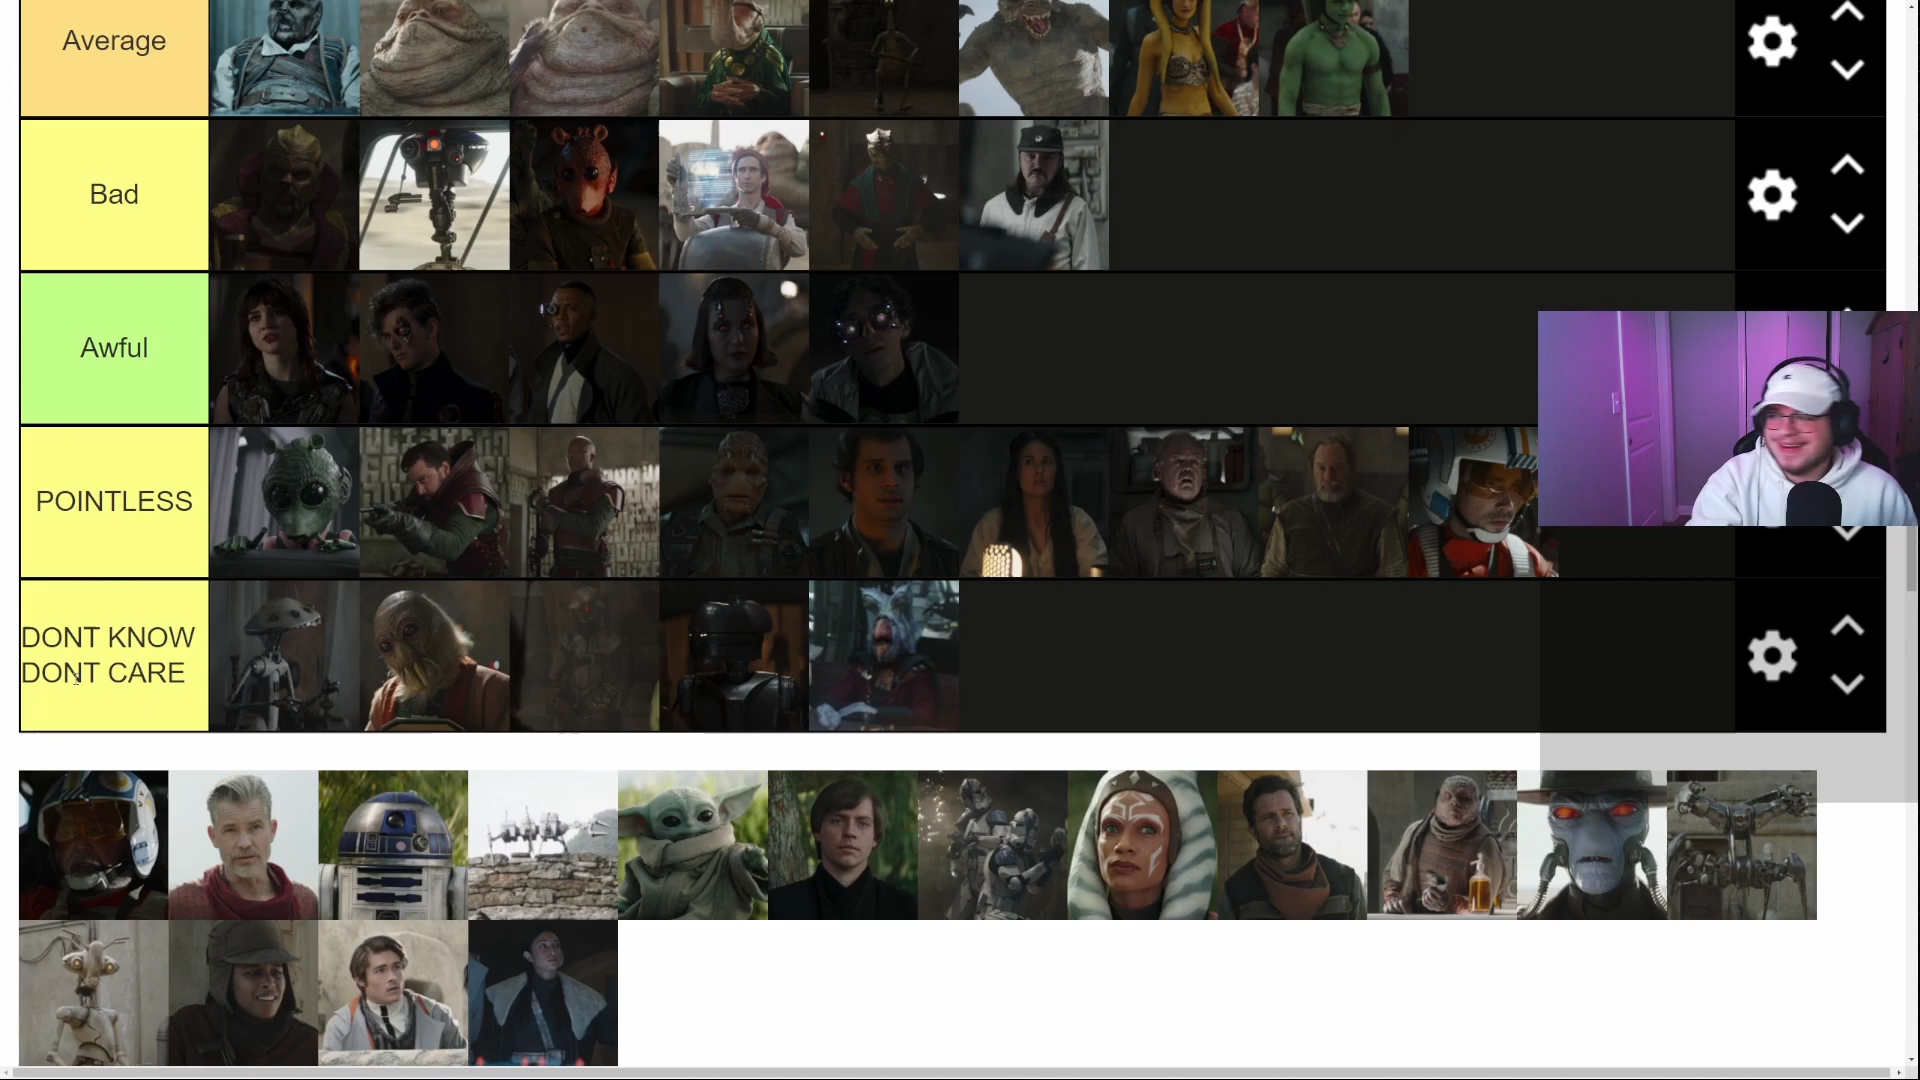 Average
Bad
Awful
POINTLESS
DONT KNOW
DONT CARE